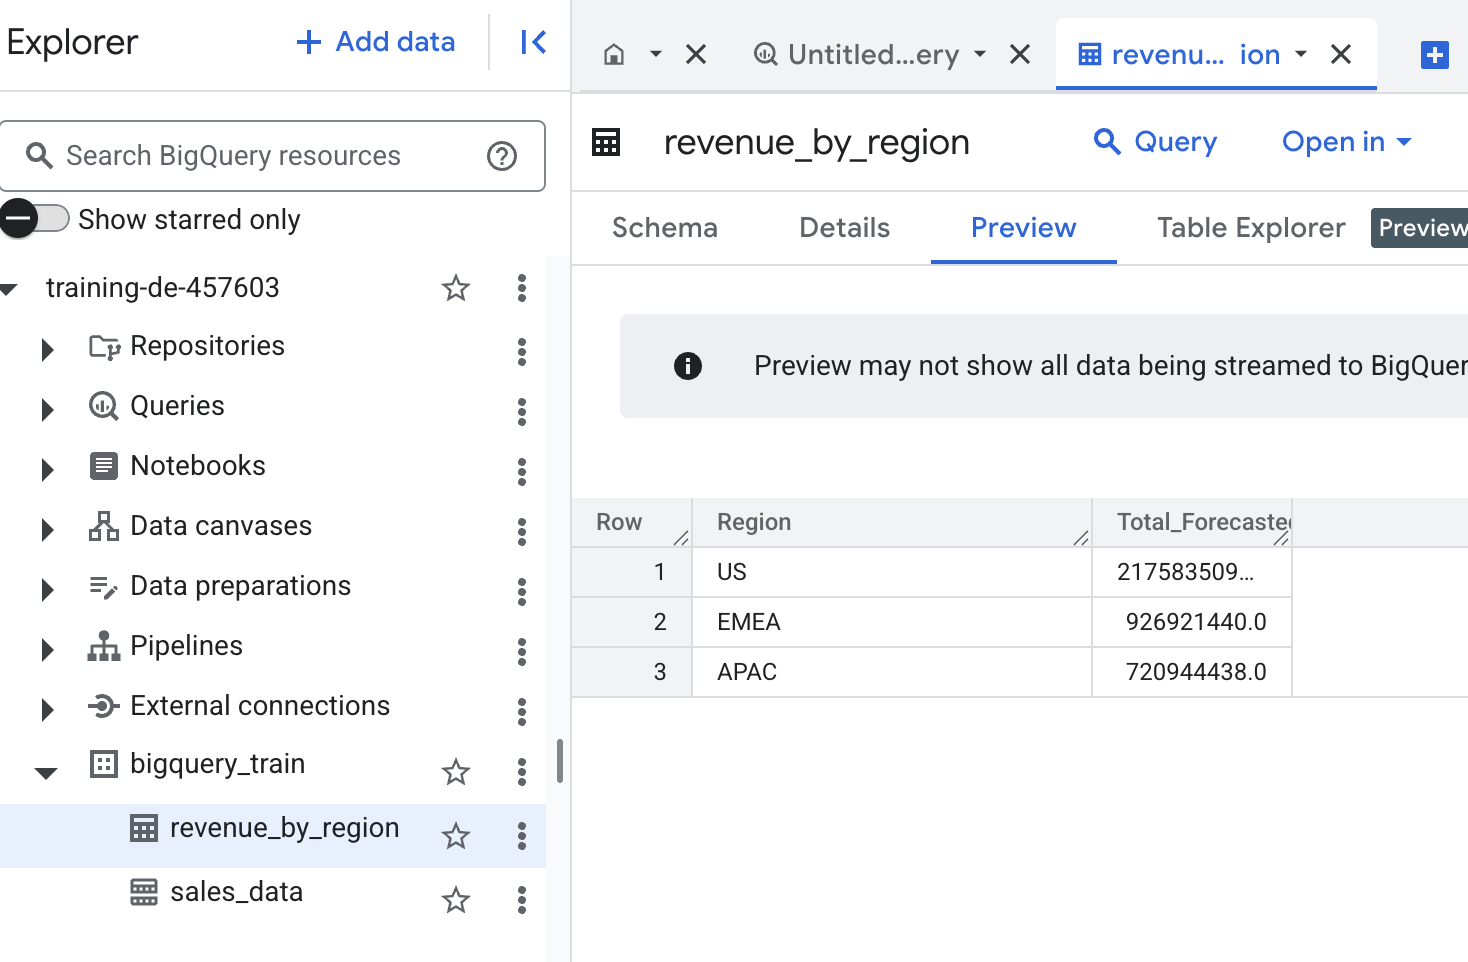 Explorer
Add data
Search BigQuery resources
Show starred only
training-de-457603
Repositories
Queries
Notebooks
Data canvases
Data preparations
Pipelines
External connections
bigquery_train
revenue_by_region
sales_data
Untitled...ery
revenu... ion
revenue_by_region
Query
Open in
Schema
Details
Preview
Table Explorer
Preview
Preview may not show all data being streamed to BigQuer
Row Region Total_Forecaste
1 US 217583509...
2 EMEA 926921440.0
3 APAC 720944438.0